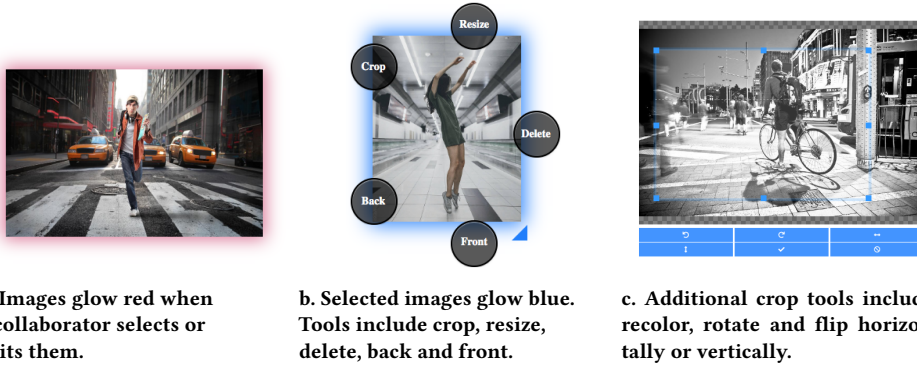 Resize
Crop
Delete
Back
Front
Images glow red when
collaborator selects or
its them.
b. Selected images glow blue.
Tools include crop, resize,
delete, back and front.
c. Additional crop tools includ
recolor, rotate and flip horizo
tally or vertically.